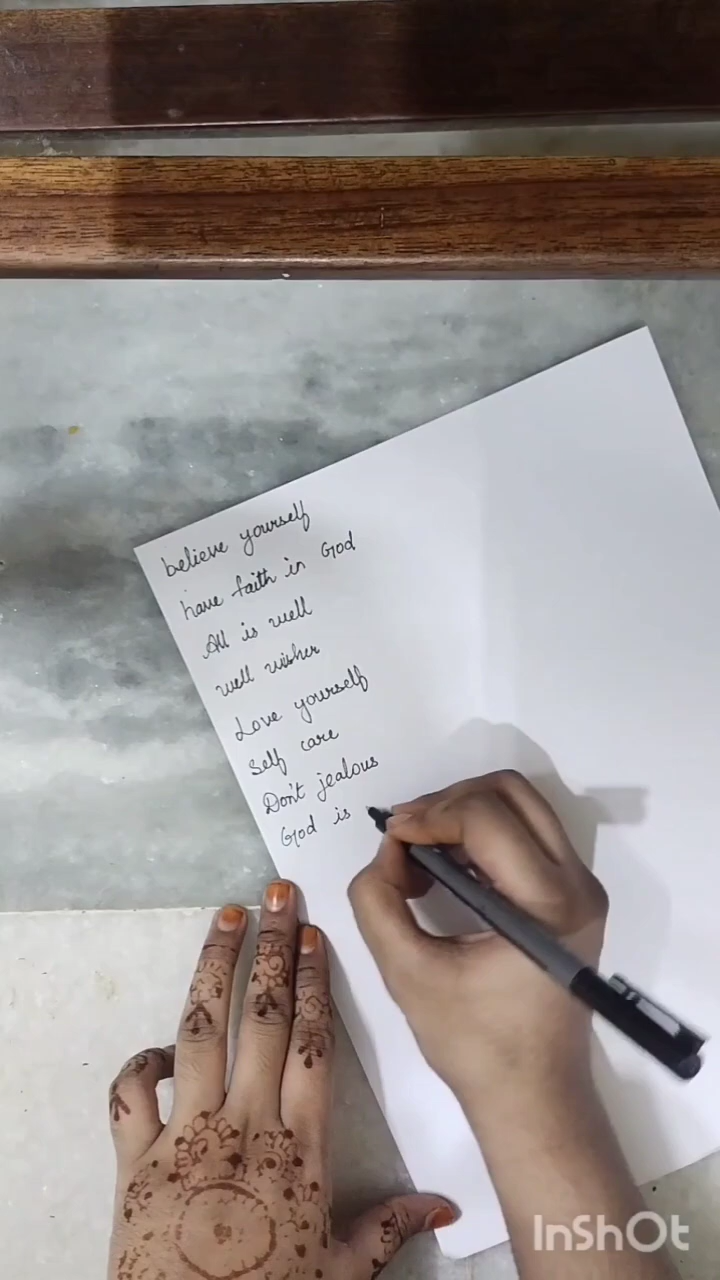 believe yourself
have faith in God
All is well
well wisher
Love yourself
Self care
Don't jealous
God is
InShOt